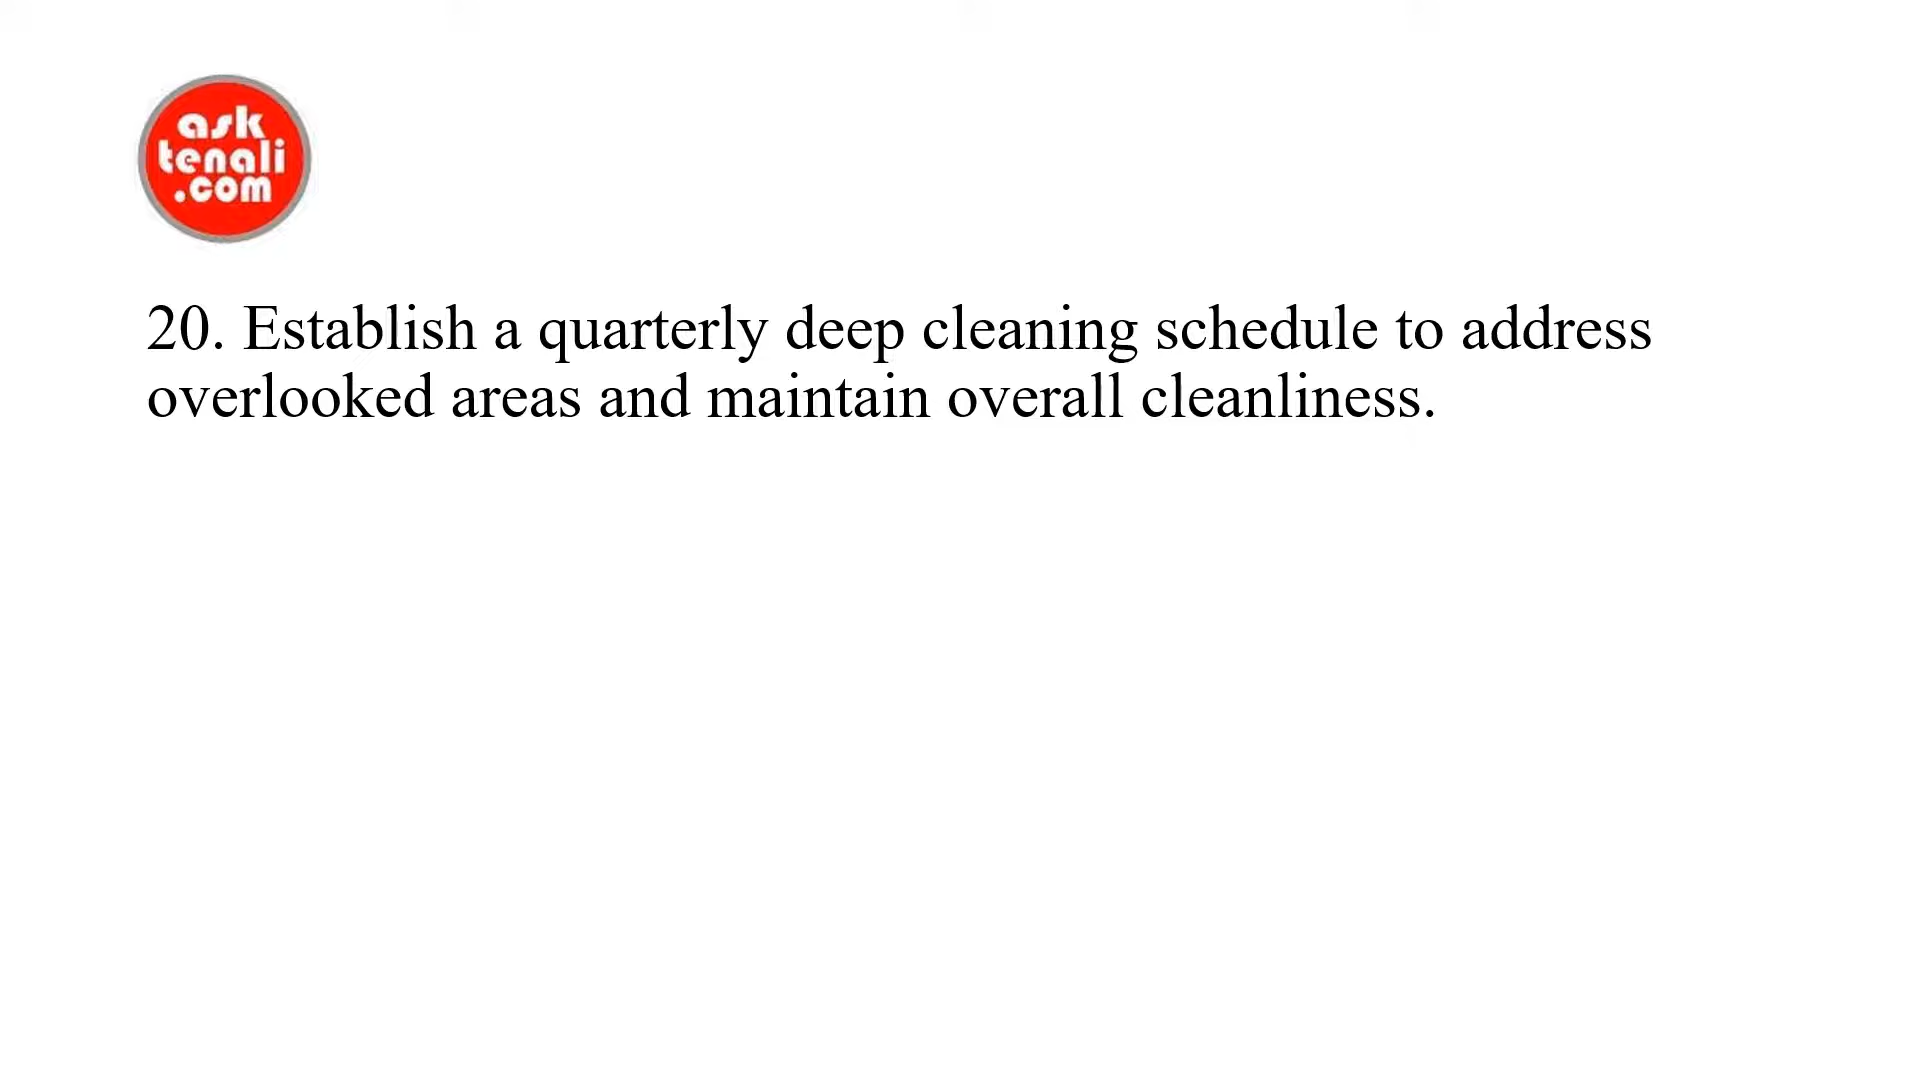 ask
tenali
.com
20. Establish a quarterly deep cleaning schedule to address
overlooked areas and maintain overall cleanliness.